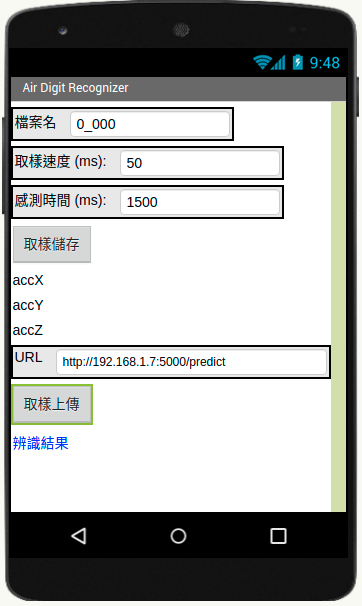 9:48
Air Digit Recognizer
檔案名 0_000
取樣速度 (ms): 50
感測時間 (ms): 1500
取樣儲存
accX
accY
accZ
URL http://192.168.1.7:5000/predict
取樣上傳
辨識結果